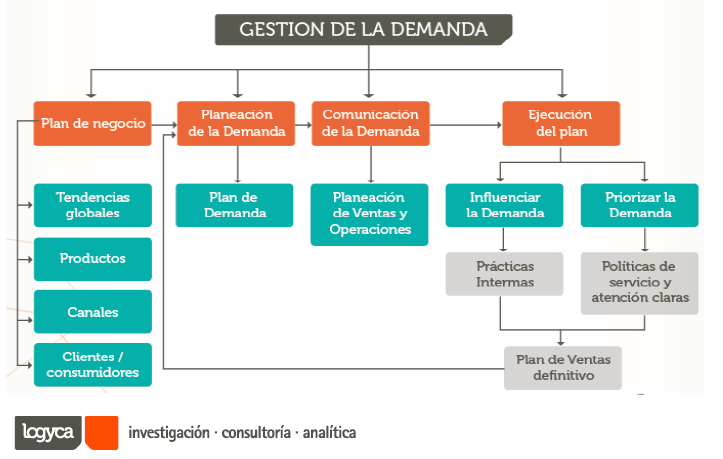 GESTION DE LA DEMANDA
Plan de negocio
Planeación
de la Demanda
Comunicación
de la Demanda
Ejecución
del plan
Tendencias
globales
Productos
Canales
Clientes /
consumidores
Plan de
Demanda
Planeación
de Ventas y
Operaciones
Influenciar
la Demanda
Priorizar la
Demanda
Prácticas
Intermas
Políticas de
servicio y
atención claras
Plan de Ventas
definitivo
logyca
investigación · consultoría · analítica